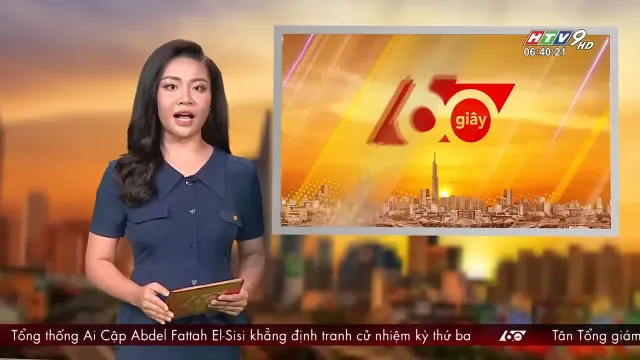 HTV9 HD
06:40:21
60 giây
Tổng thống Ai Cập Abdel Fattah El-Sisi khẳng định tranh cử nhiệm kỳ thứ ba 60 Tân Tổng giám